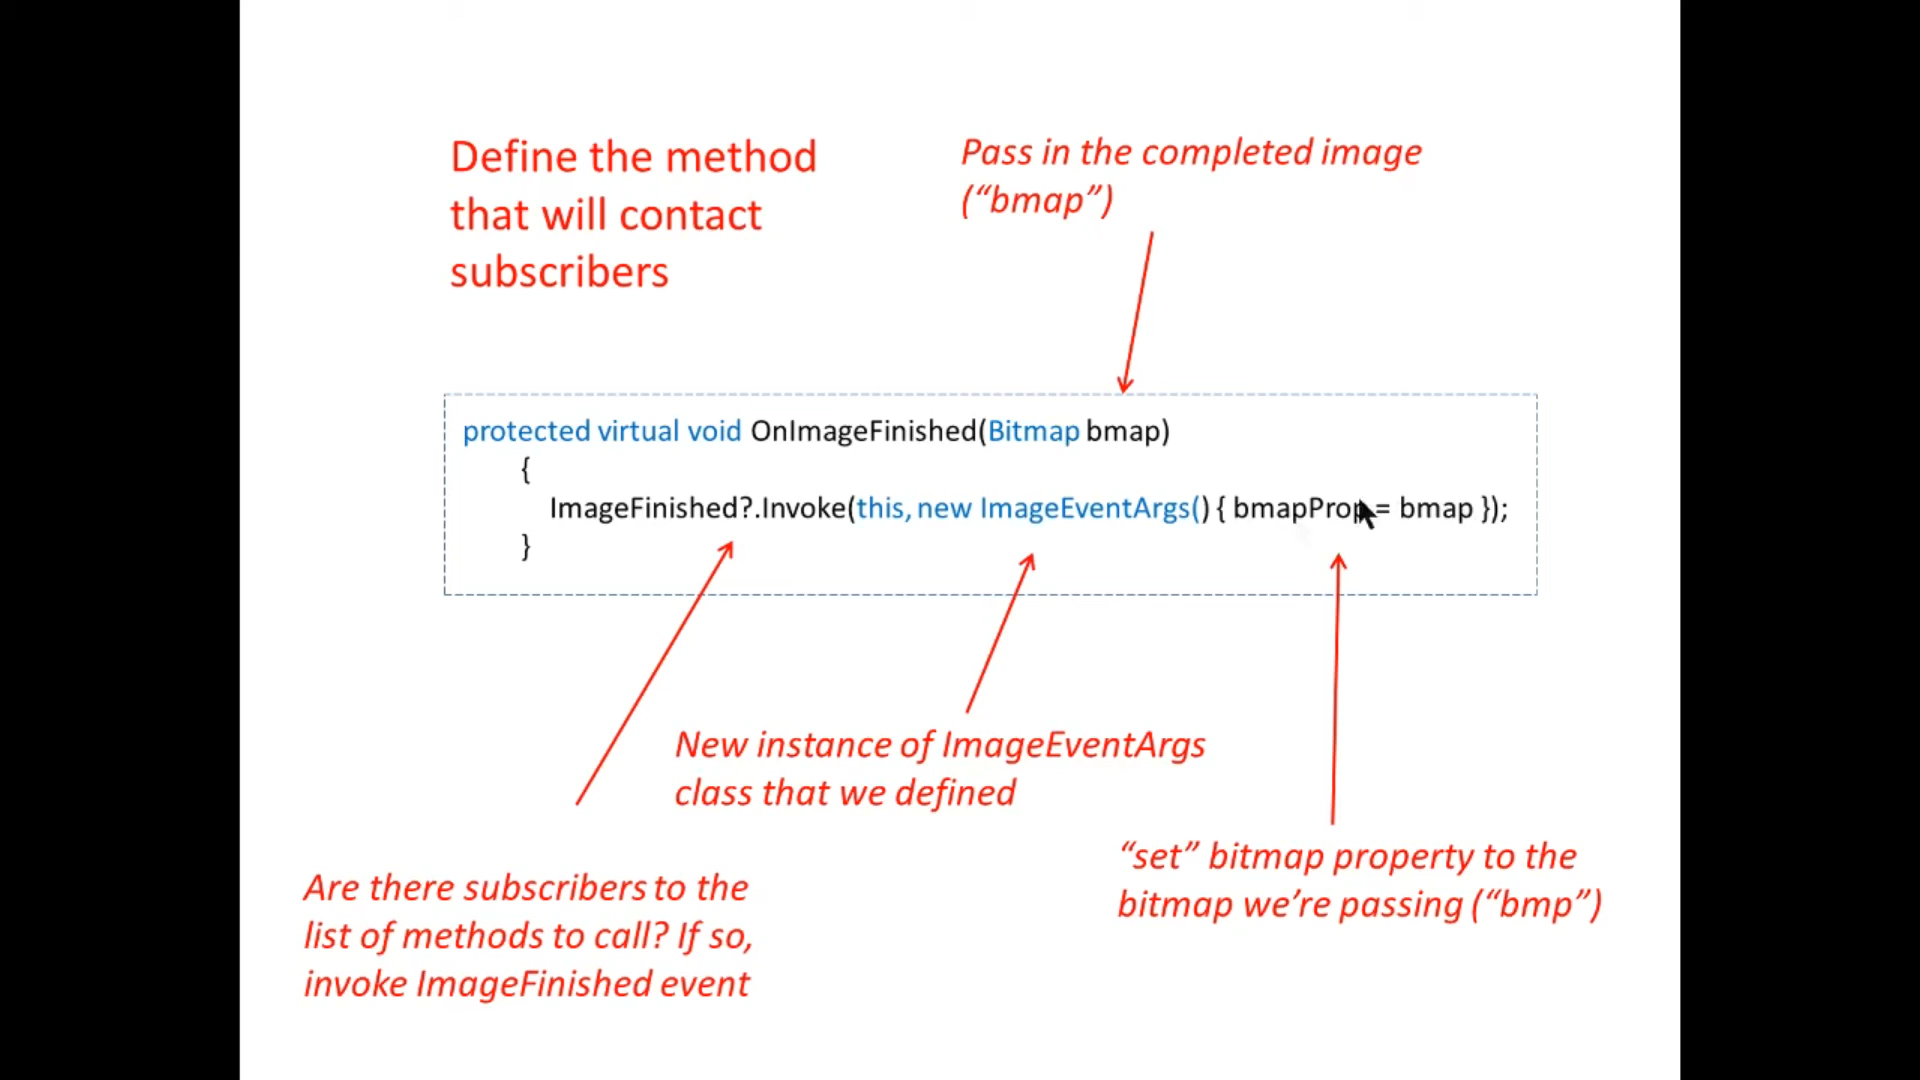 Define the method
that will contact
subscribers
Pass in the completed image
(“bmap”)
protected virtual void OnImageFinished(Bitmap bmap)
{
ImageFinished?.Invoke(this, new ImageEventArgs() { bmapProp = bmap });
}
New instance of ImageEventArgs
class that we defined
“set” bitmap property to the
bitmap we’re passing (“bmp”)
Are there subscribers to the
list of methods to call? If so,
invoke ImageFinished event